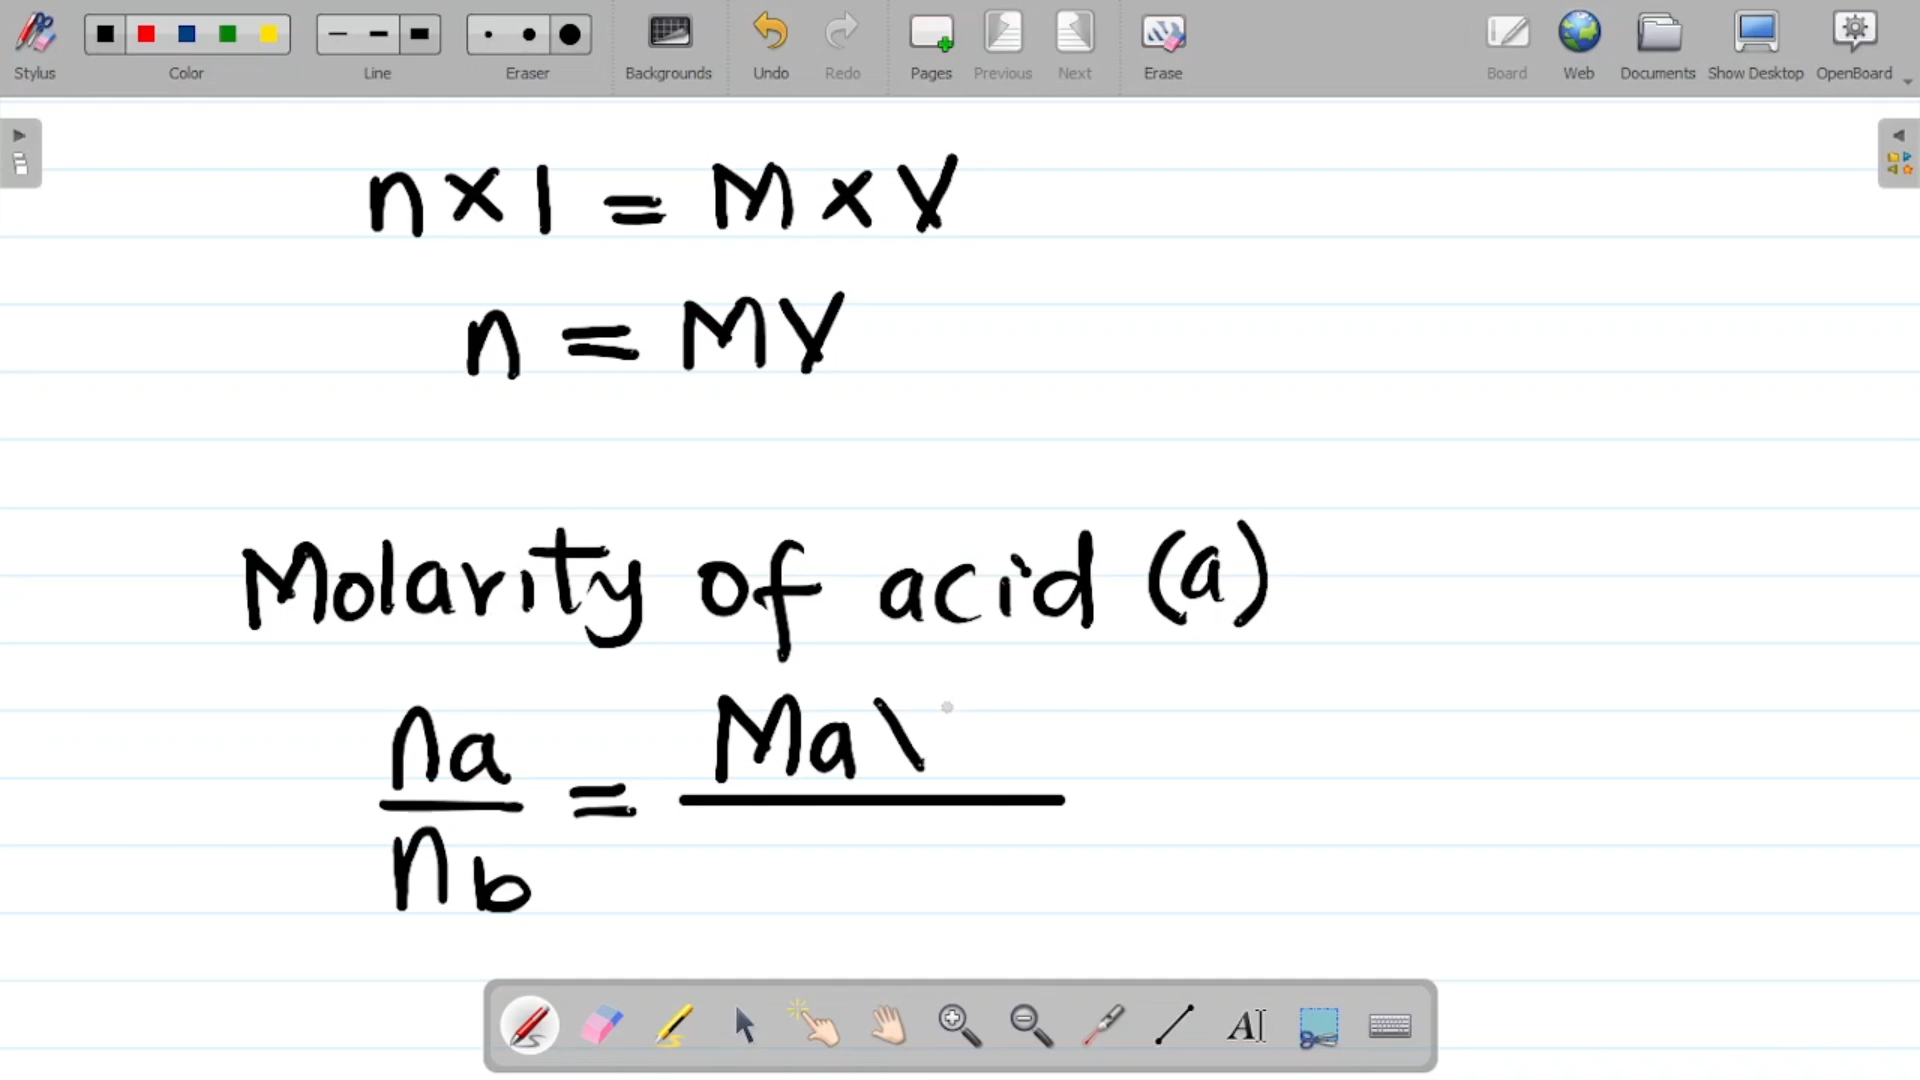 Stylus Color Line Eraser Backgrounds Undo Redo Pages Previous Next Erase Board Web Documents Show Desktop OpenBoard
n × 1 = M × V
n = MV
Molarity of acid (a)
na/nb = Ma\